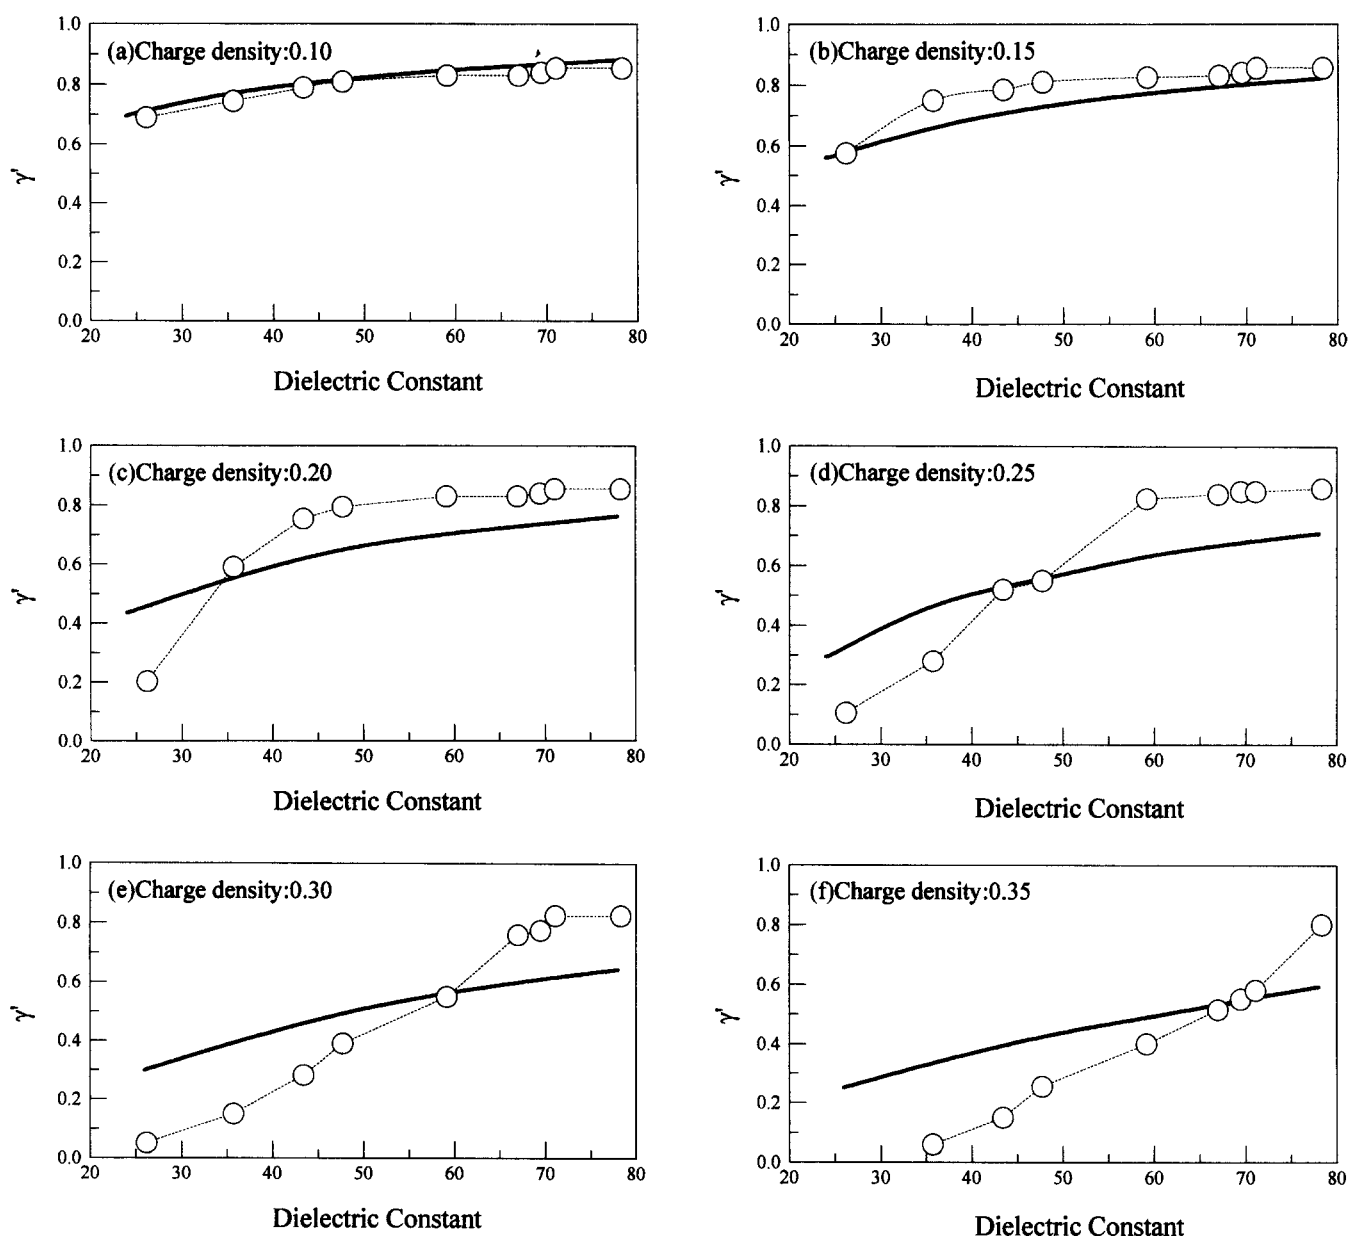 (a)Charge density:0.10
1.0
0.8
0.6
0.4
0.2
0.0
γ'
20 30 40 50 60 70 80
Dielectric Constant
(b)Charge density:0.15
1.0
0.8
0.6
0.4
0.2
0.0
γ'
20 30 40 50 60 70 80
Dielectric Constant
(c)Charge density:0.20
1.0
0.8
0.6
0.4
0.2
0.0
γ'
20 30 40 50 60 70 80
Dielectric Constant
(d)Charge density:0.25
1.0
0.8
0.6
0.4
0.2
0.0
γ'
20 30 40 50 60 70 80
Dielectric Constant
(e)Charge density:0.30
1.0
0.8
0.6
0.4
0.2
0.0
γ'
20 30 40 50 60 70 80
Dielectric Constant
(f)Charge density:0.35
1.0
0.8
0.6
0.4
0.2
0.0
γ'
20 30 40 50 60 70 80
Dielectric Constant